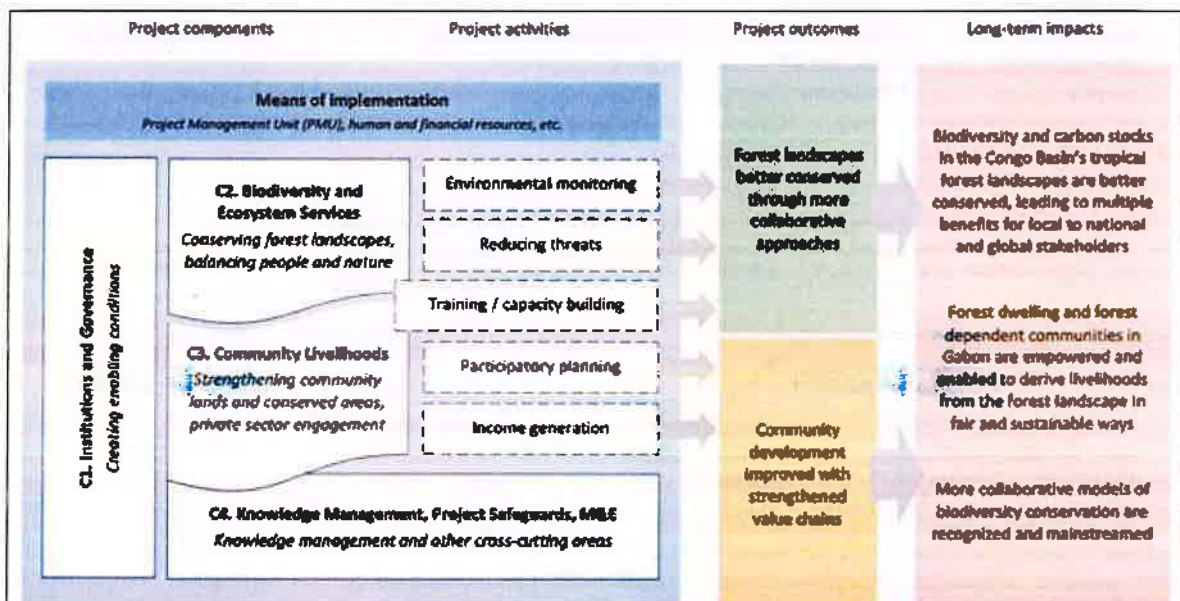 Project components
Project activities
Project outcomes
Long-term impacts
Means of implementation
Project Management Unit (PMU), human and financial resources, etc.
C1. Institutions and Governance
Creating enabling conditions
C2. Biodiversity and
Ecosystem Services
Conserving forest landscapes,
balancing people and nature
C3. Community Livelihoods
Strengthening community
lands and conserved areas,
private sector engagement
C4. Knowledge Management, Project Safeguards, M&E
Knowledge management and other cross-cutting areas
Environmental monitoring
Reducing threats
Training / capacity building
Participatory planning
Income generation
Forest landscapes
better conserved
through more
collaborative
approaches
Community
development
improved with
strengthened
value chains
Biodiversity and carbon stocks
in the Congo Basin's tropical
forest landscapes are better
conserved, leading to multiple
benefits for local to national
and global stakeholders
Forest dwelling and forest
dependent communities in
Gabon are empowered and
enabled to derive livelihoods
from the forest landscape in
fair and sustainable ways
More collaborative models of
biodiversity conservation are
recognized and mainstreamed